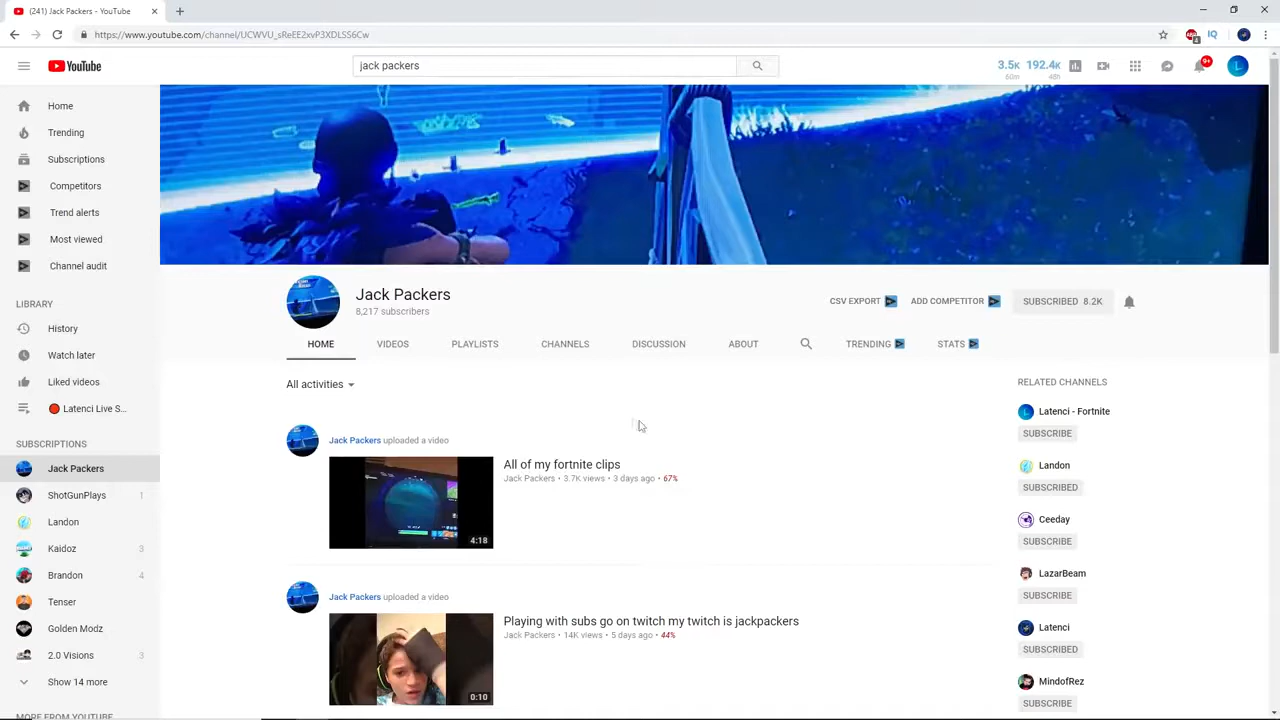 (241) Jack Packers - YouTube
https://www.youtube.com/channel/UCWVU_sReEE2xvP3XDLSS6Cw
YouTube
jack packers
3.5K 192.4K
60m 48h
9+
L
IQ
Home
Trending
Subscriptions
Competitors
Trend alerts
Most viewed
Channel audit
LIBRARY
History
Watch later
Liked videos
Latenci Live S...
SUBSCRIPTIONS
Jack Packers
ShotGunPlays 1
Landon
Kaidoz 3
Brandon 4
Tenser
Golden Modz
2.0 Visions 3
Show 14 more
MORE FROM YOUTUBE
Jack Packers
8,217 subscribers
CSV EXPORT
ADD COMPETITOR
SUBSCRIBED 8.2K
HOME
VIDEOS
PLAYLISTS
CHANNELS
DISCUSSION
ABOUT
TRENDING
STATS
All activities
Jack Packers uploaded a video
All of my fortnite clips
Jack Packers • 3.7K views • 3 days ago • 67%
4:18
Jack Packers uploaded a video
Playing with subs go on twitch my twitch is jackpackers
Jack Packers • 14K views • 5 days ago • 44%
0:10
RELATED CHANNELS
Latenci - Fortnite
SUBSCRIBE
Landon
SUBSCRIBED
Ceeday
SUBSCRIBE
LazarBeam
SUBSCRIBE
Latenci
SUBSCRIBED
MindofRez
SUBSCRIBE